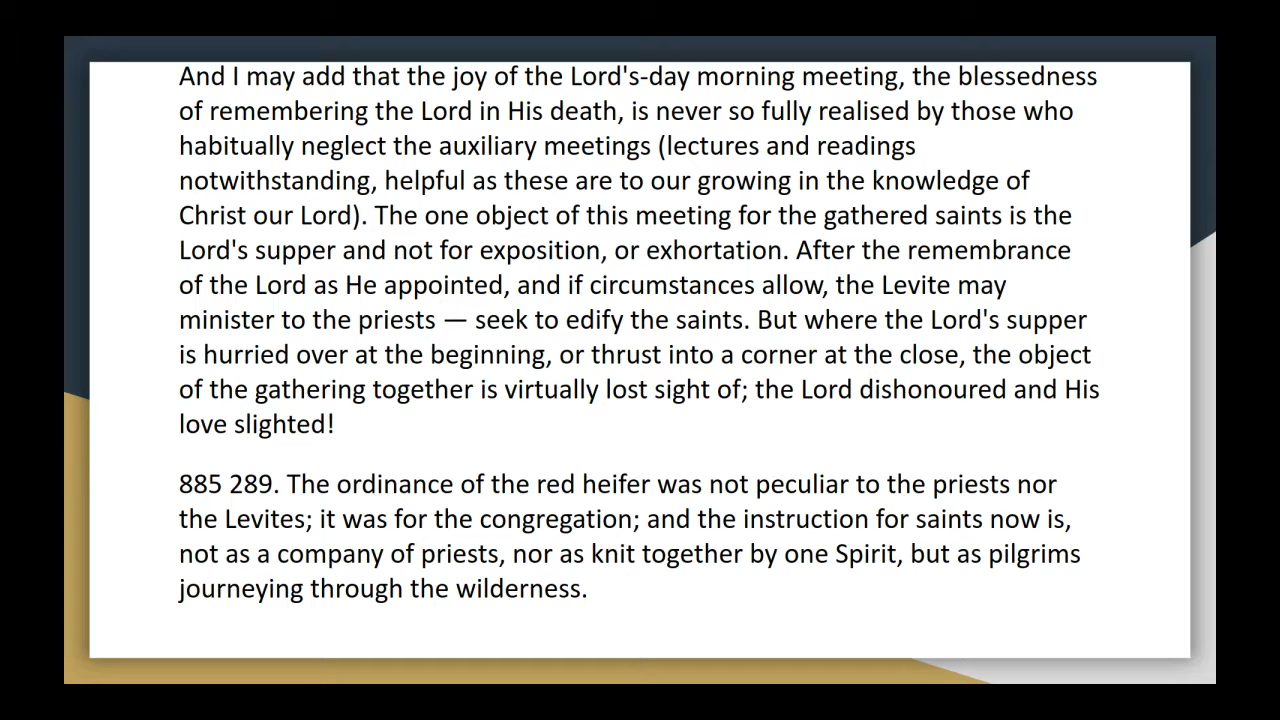 And I may add that the joy of the Lord's-day morning meeting, the blessedness
of remembering the Lord in His death, is never so fully realised by those who
habitually neglect the auxiliary meetings (lectures and readings
notwithstanding, helpful as these are to our growing in the knowledge of
Christ our Lord). The one object of this meeting for the gathered saints is the
Lord's supper and not for exposition, or exhortation. After the remembrance
of the Lord as He appointed, and if circumstances allow, the Levite may
minister to the priests — seek to edify the saints. But where the Lord's supper
is hurried over at the beginning, or thrust into a corner at the close, the object
of the gathering together is virtually lost sight of; the Lord dishonoured and His
love slighted!
885 289. The ordinance of the red heifer was not peculiar to the priests nor
the Levites; it was for the congregation; and the instruction for saints now is,
not as a company of priests, nor as knit together by one Spirit, but as pilgrims
journeying through the wilderness.